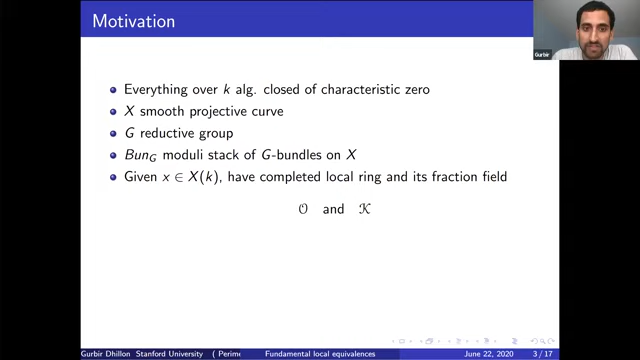 Motivation
Gurbir
Everything over k alg. closed of characteristic zero
X smooth projective curve
G reductive group
Bun_G moduli stack of G-bundles on X
Given x ∈ X(k), have completed local ring and its fraction field
𝒪 and 𝒦
Gurbir Dhillon Stanford University ( Perime
Fundamental local equivalences
June 22, 2020
3 / 17